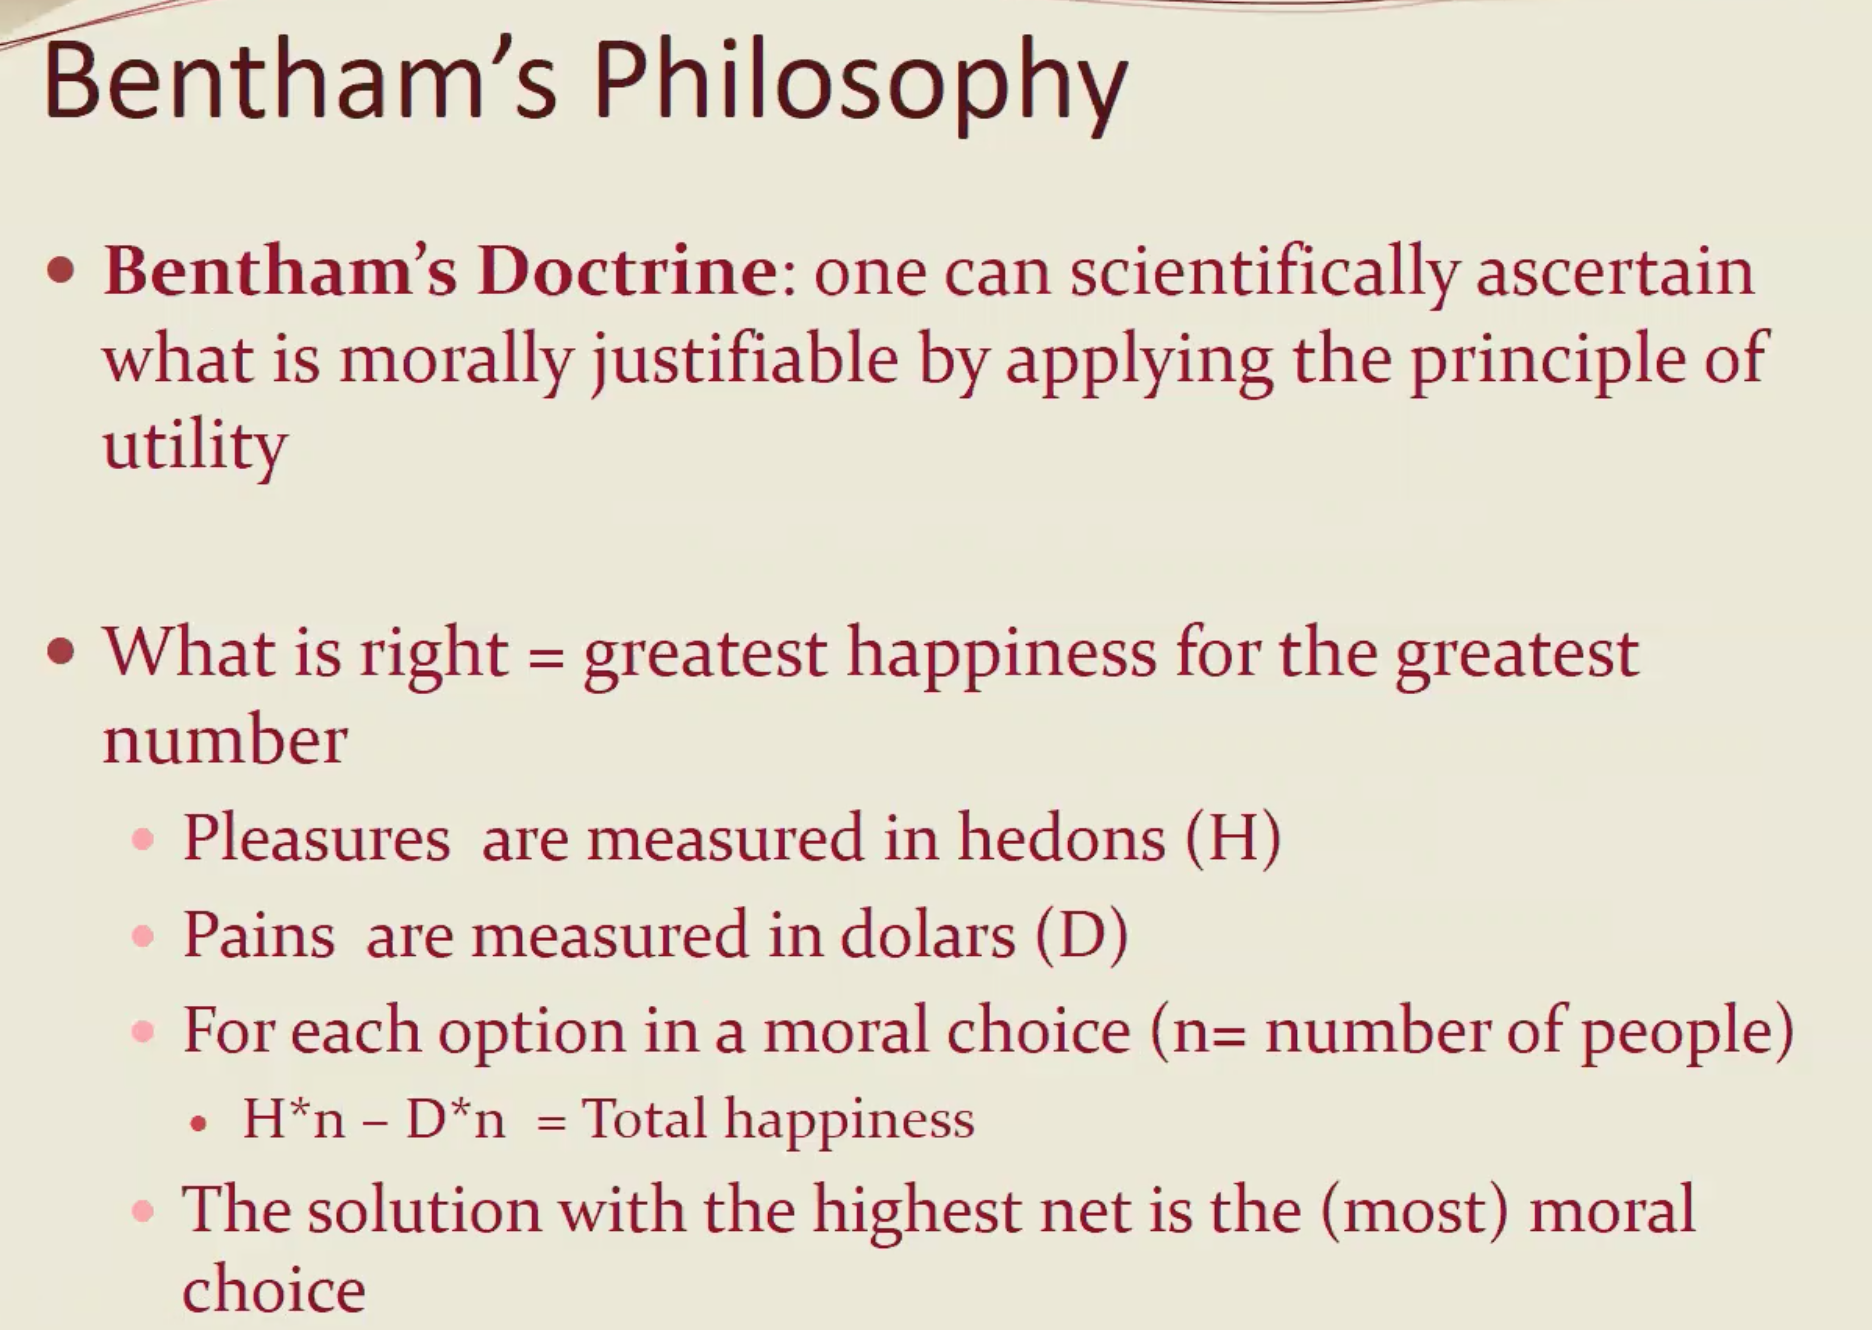 Bentham’s Philosophy
• Bentham’s Doctrine: one can scientifically ascertain
what is morally justifiable by applying the principle of
utility
• What is right = greatest happiness for the greatest
number
• Pleasures  are measured in hedons (H)
• Pains  are measured in dolars (D)
• For each option in a moral choice (n= number of people)
• H*n – D*n  = Total happiness
• The solution with the highest net is the (most) moral
choice